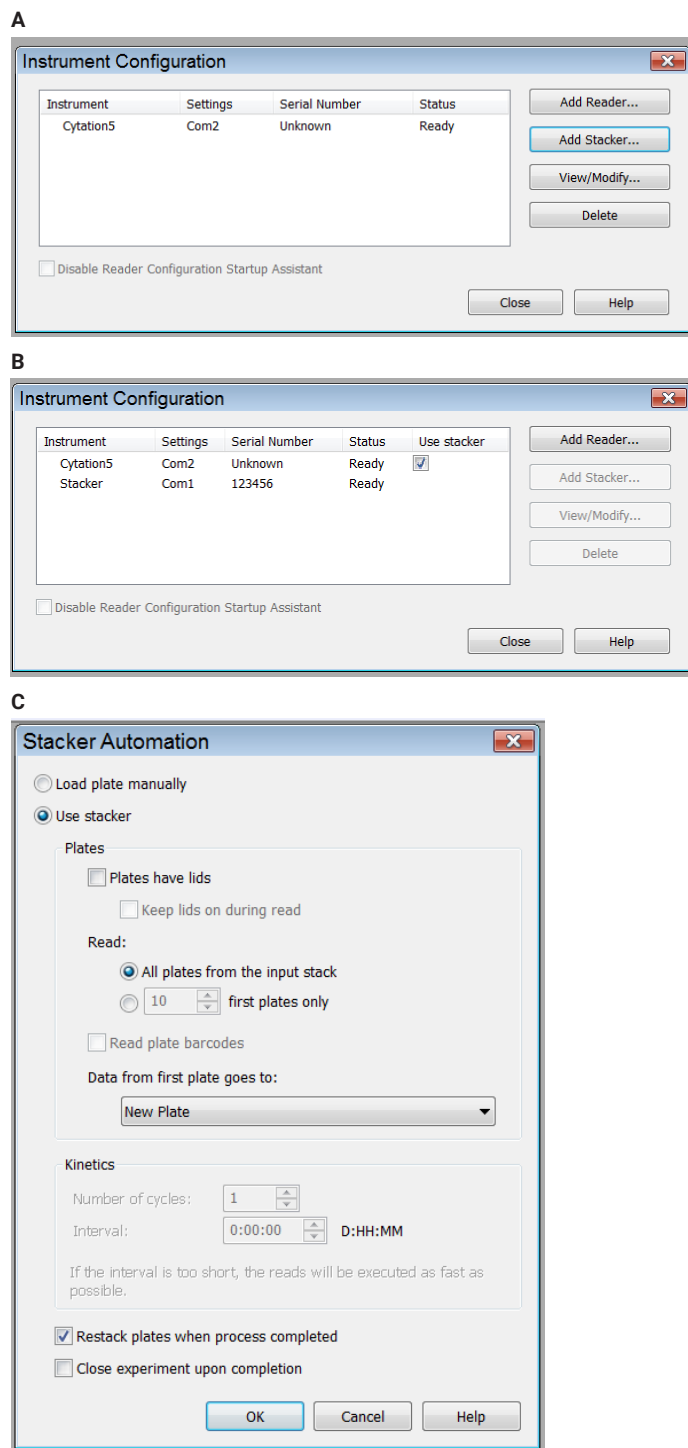 A
Instrument Configuration
Instrument Settings Serial Number Status
Cytation5 Com2 Unknown Ready
Add Reader...
Add Stacker...
View/Modify...
Delete
Disable Reader Configuration Startup Assistant
Close Help
B
Instrument Configuration
Instrument Settings Serial Number Status Use stacker
Cytation5 Com2 Unknown Ready
Stacker Com1 123456 Ready
Add Reader...
Add Stacker...
View/Modify...
Delete
Disable Reader Configuration Startup Assistant
Close Help
C
Stacker Automation
Load plate manually
Use stacker
Plates
Plates have lids
Keep lids on during read
Read:
All plates from the input stack
10 first plates only
Read plate barcodes
Data from first plate goes to:
New Plate
Kinetics
Number of cycles: 1
Interval: 0:00:00 D:HH:MM
If the interval is too short, the reads will be executed as fast as
possible.
Restack plates when process completed
Close experiment upon completion
OK Cancel Help